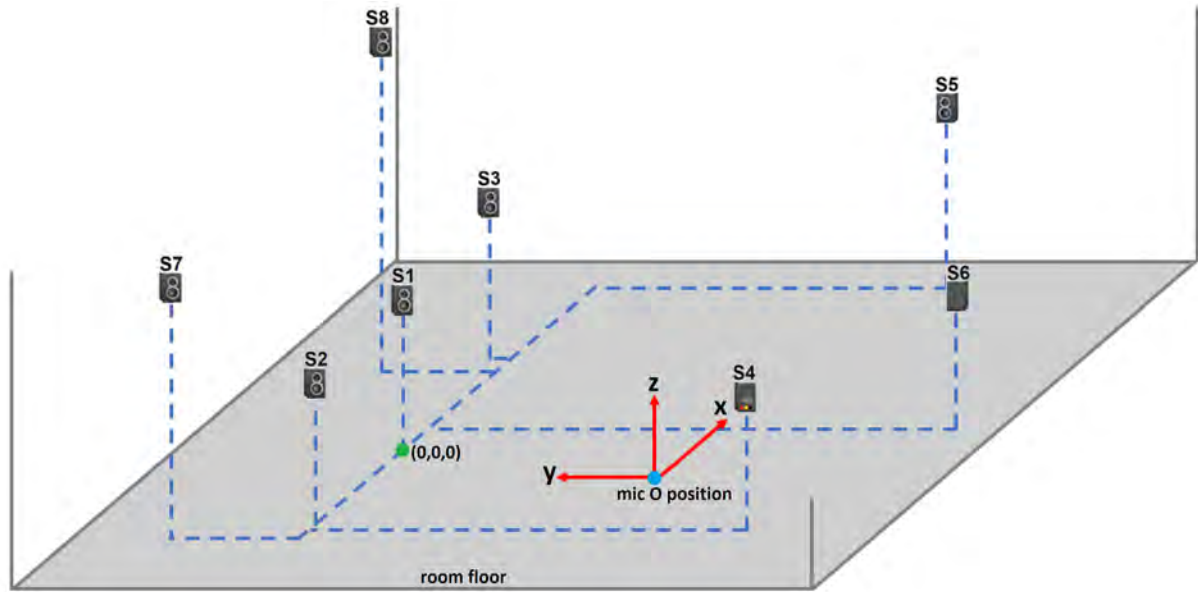 S8
S5
S3
S7
S1
S6
S2
S4
z
x
(0,0,0)
y
mic O position
room floor